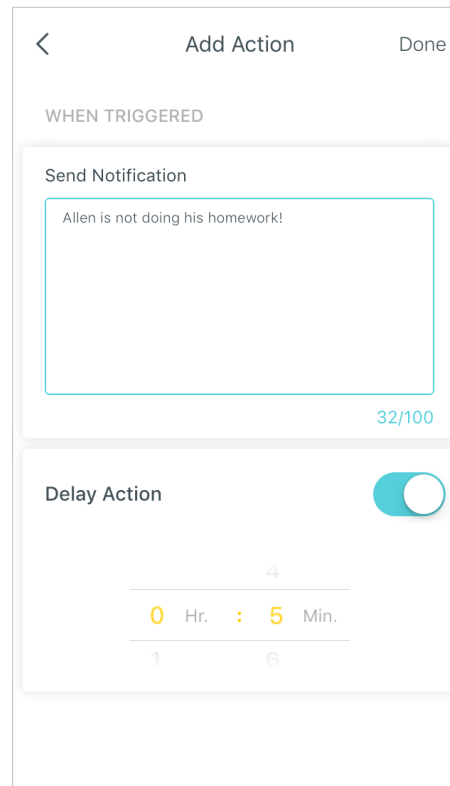 Add Action Done
WHEN TRIGGERED
Send Notification
Allen is not doing his homework!
32/100
Delay Action
4
0 Hr. : 5 Min.
1 6